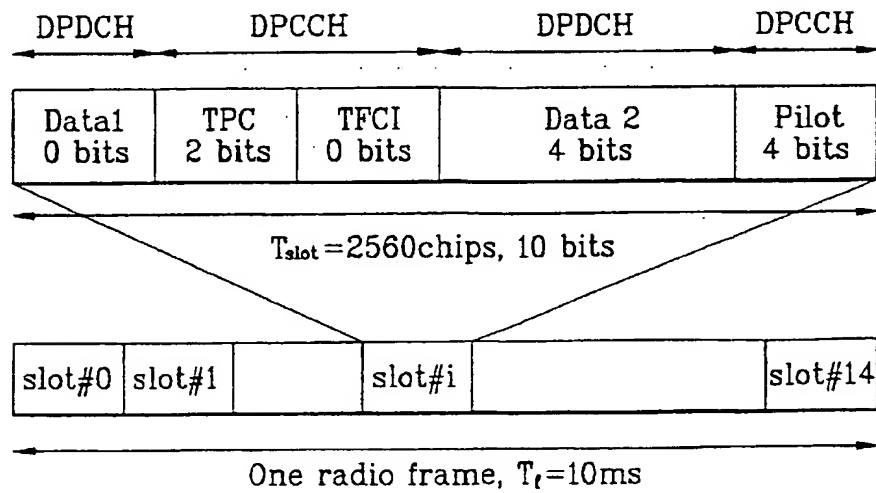 DPDCH DPCCH DPDCH DPCCH
Data1 TPC TFCI Data 2 Pilot
0 bits 2 bits 0 bits 4 bits 4 bits
Tslot=2560chips, 10 bits
slot#0 slot#1 slot#i slot#14
One radio frame, Tf=10ms